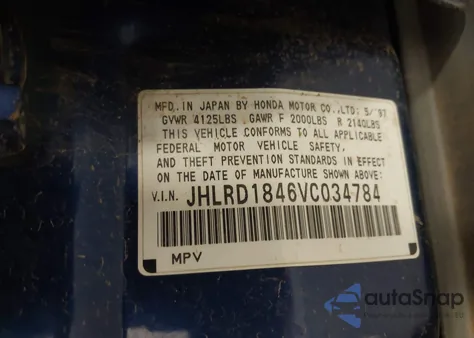 MFD. IN JAPAN BY HONDA MOTOR CO.,LTD; 5/'97
GVWR 4125LBS GAWR F 2000LBS R 2140LBS
THIS VEHICLE CONFORMS TO ALL APPLICABLE
FEDERAL MOTOR VEHICLE SAFETY,
AND THEFT PREVENTION STANDARDS IN EFFECT
ON THE DATE OF MANUFACTURE SHOWN ABOVE:
V.I.N. JHLRD1846VC034784
MPV
autoSnap